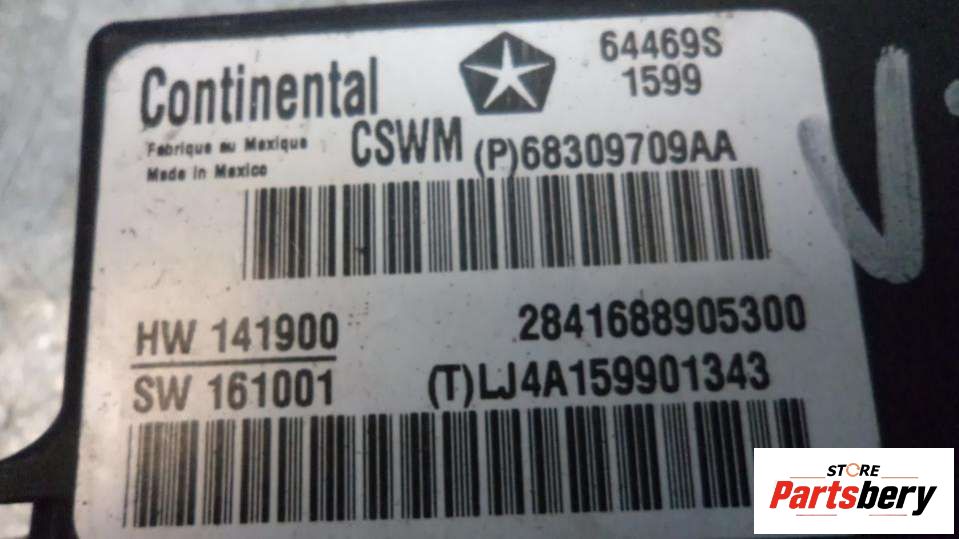 Continental
64469S
1599
Fabrique au Mexique
Made in Mexico
CSWM (P)68309709AA
HW 141900
2841688905300
SW 161001
(T)LJ4A159901343
STORE
Partsbery